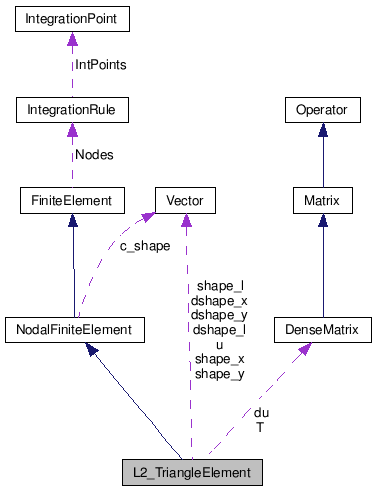 IntegrationPoint
IntPoints
IntegrationRule
Operator
Nodes
FiniteElement
Vector
Matrix
c_shape
shape_l
dshape_x
dshape_y
dshape_l
u
shape_x
shape_y
NodalFiniteElement
DenseMatrix
du
T
L2_TriangleElement